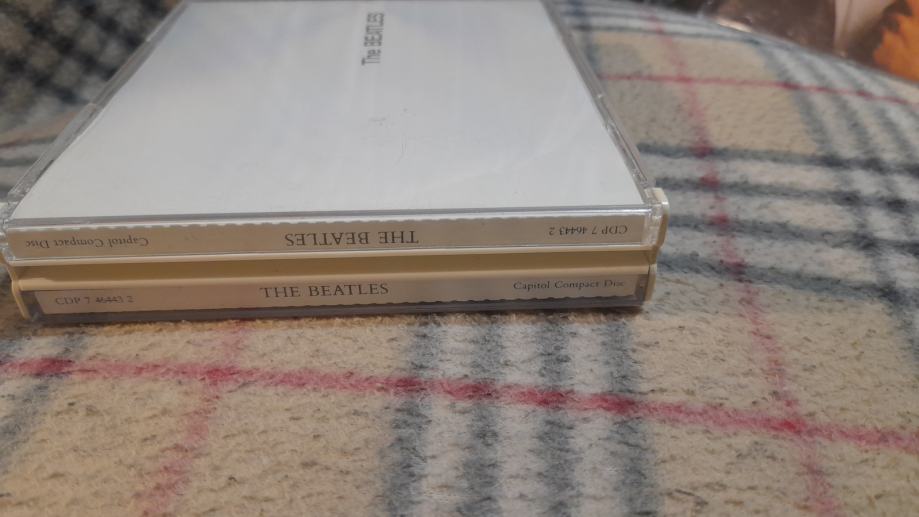 The BEATLES
Capitol Compact Disc THE BEATLES CDP 7 46443 2
CDP 7 46443 2 THE BEATLES Capitol Compact Disc